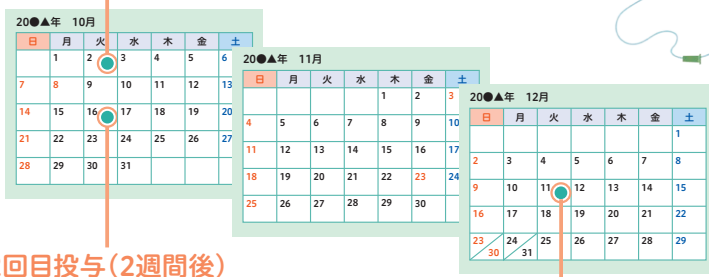 20●▲年 10月
日 月 火 水 木 金 土
1 2 3 4 5 6
7 8 9 10 11 12 13
14 15 16 17 18 19 20
21 22 23 24 25 26 27
28 29 30 31
20●▲年 11月
日 月 火 水 木 金 土
1 2 3
4 5 6 7 8 9 10
11 12 13 14 15 16 17
18 19 20 21 22 23 24
25 26 27 28 29 30
20●▲年 12月
日 月 火 水 木 金 土
1
2 3 4 5 6 7 8
9 10 11 12 13 14 15
16 17 18 19 20 21 22
23/30 24/31 25 26 27 28 29
回目投与(2週間後)